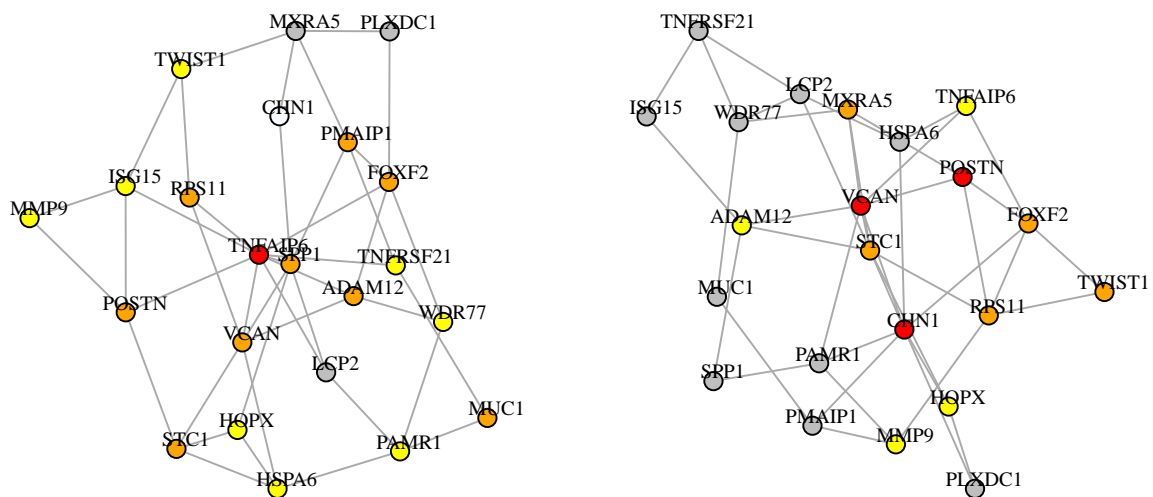 MXRA5
PLXDC1
TWIST1
CHN1
PMAIP1
ISG15
RPS11
FOXF2
MMP9
TNFAIP6
SPP1
TNFRSF21
ADAM12
POSTN
WDR77
VCAN
LCP2
HOPX
MUC1
STC1
PAMR1
HSPA6
TNFRSF21
LCP2
ISG15
WDR77
MXRA5
TNFAIP6
HSPA6
POSTN
VCAN
ADAM12
FOXF2
STC1
MUC1
TWIST1
RPS11
CHN1
PAMR1
SPP1
HOPX
PMAIP1
MMP9
PLXDC1